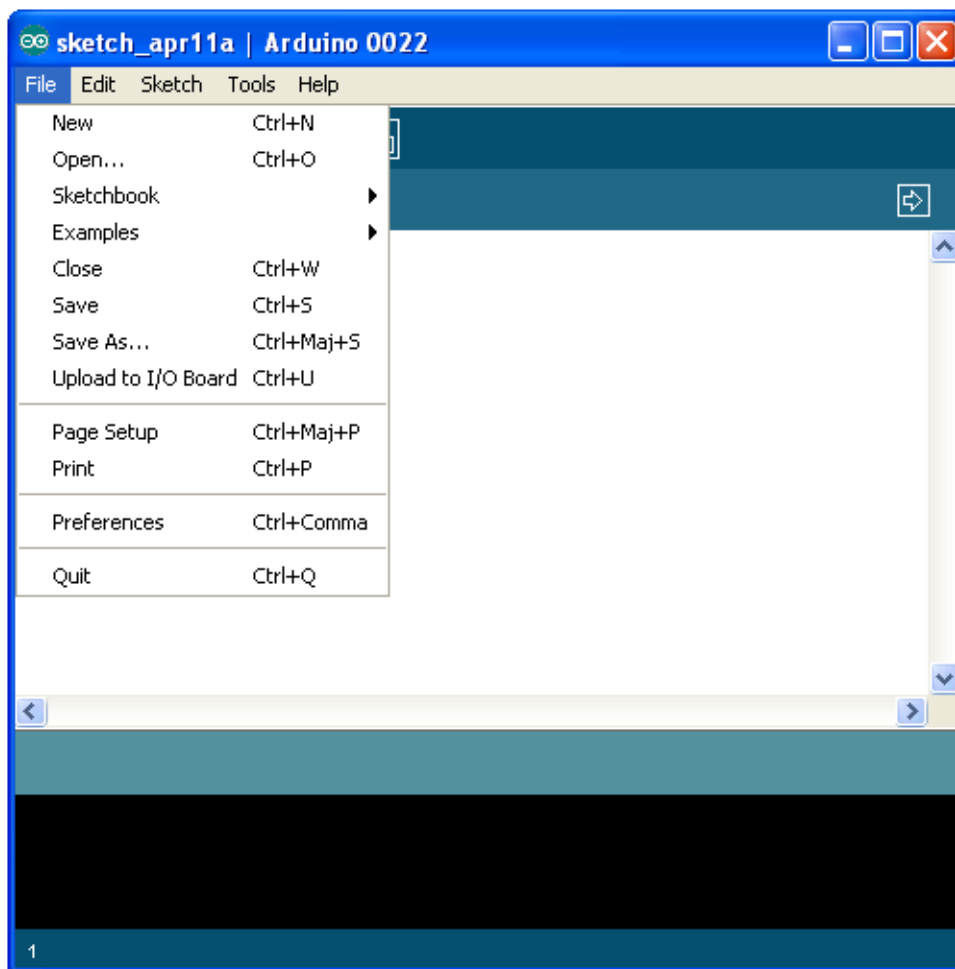 sketch_apr11a | Arduino 0022
File Edit Sketch Tools Help
New Ctrl+N
Open... Ctrl+O
Sketchbook
Examples
Close Ctrl+W
Save Ctrl+S
Save As... Ctrl+Maj+S
Upload to I/O Board Ctrl+U
Page Setup Ctrl+Maj+P
Print Ctrl+P
Preferences Ctrl+Comma
Quit Ctrl+Q
1